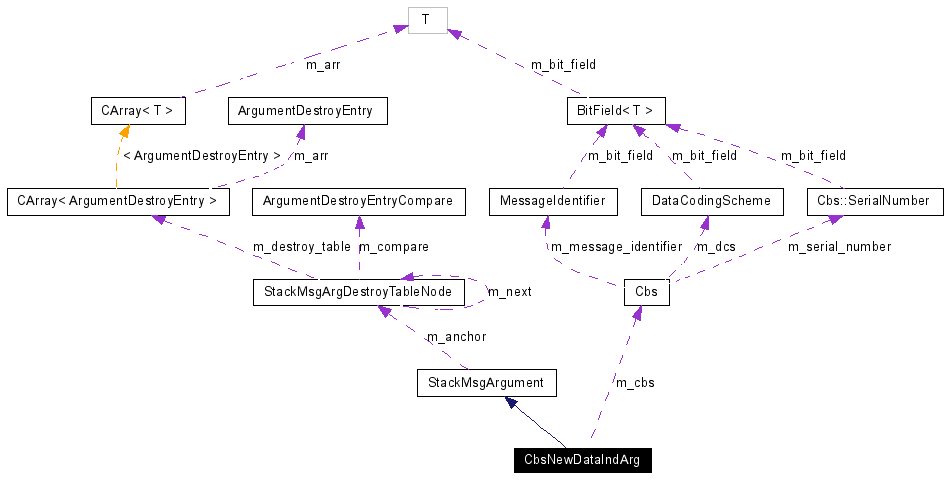 T
m_arr
m_bit_field
CArray< T >
ArgumentDestroyEntry
BitField< T >
< ArgumentDestroyEntry >
m_arr
m_bit_field
m_bit_field
m_bit_field
CArray< ArgumentDestroyEntry >
ArgumentDestroyEntryCompare
MessageIdentifier
DataCodingScheme
Cbs::SerialNumber
m_destroy_table
m_compare
m_message_identifier
m_dcs
m_serial_number
StackMsgArgDestroyTableNode
m_next
Cbs
m_anchor
StackMsgArgument
m_cbs
CbsNewDataIndArg